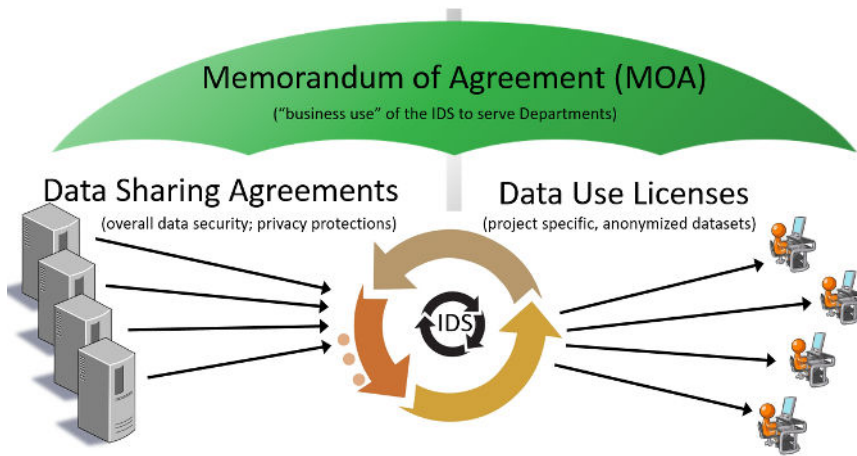 Memorandum of Agreement (MOA)
("business use" of the IDS to serve Departments)
Data Sharing Agreements
(overall data security; privacy protections)
Data Use Licenses
(project specific, anonymized datasets)
IDS